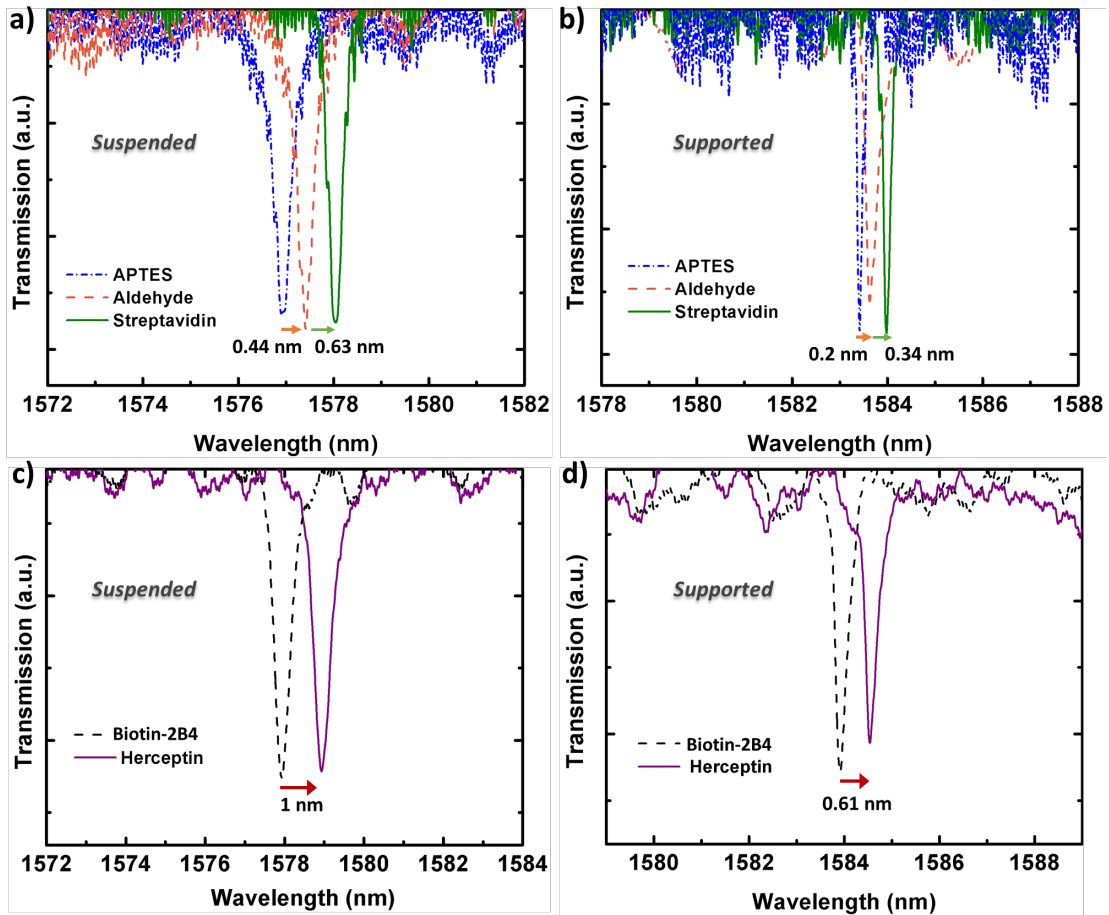 a)
Transmission (a.u.)
Suspended
APTES
Aldehyde
Streptavidin
0.44 nm 0.63 nm
1572 1574 1576 1578 1580 1582
Wavelength (nm)
b)
Transmission (a.u.)
Supported
APTES
Aldehyde
Streptavidin
0.2 nm 0.34 nm
1578 1580 1582 1584 1586 1588
Wavelength (nm)
c)
Transmission (a.u.)
Suspended
Biotin-2B4
Herceptin
1 nm
1572 1574 1576 1578 1580 1582 1584
Wavelength (nm)
d)
Transmission (a.u.)
Supported
Biotin-2B4
Herceptin
0.61 nm
1580 1582 1584 1586 1588
Wavelength (nm)